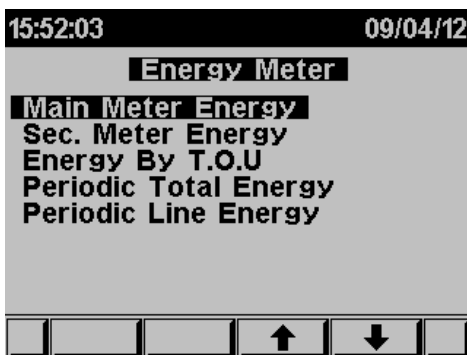 15:52:03 09/04/12
Energy Meter
Main Meter Energy
Sec. Meter Energy
Energy By T.O.U
Periodic Total Energy
Periodic Line Energy